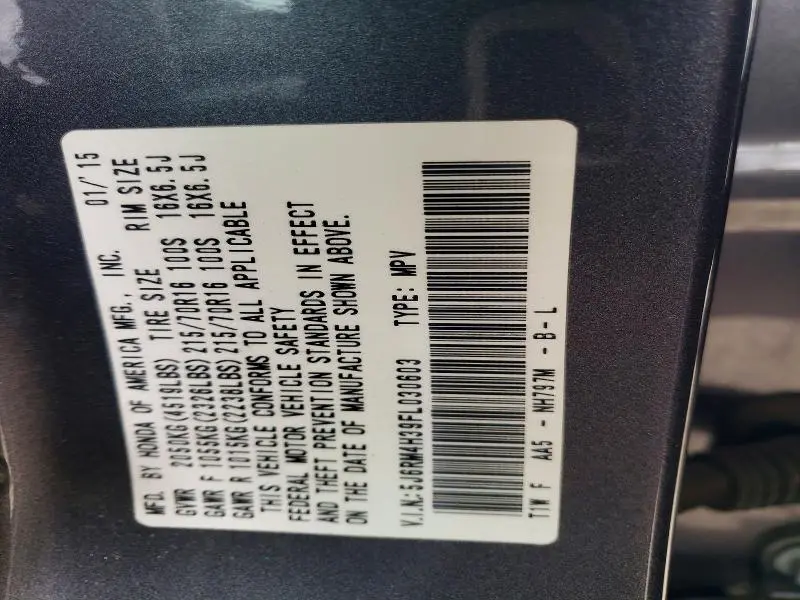 MFD. BY HONDA OF AMERICA MFG., INC. 01/'15
GVWR 2051KG(4519LBS) TIRE SIZE RIM SIZE
GAWR F 1055KG(2326LBS) 215/70R16 100S 16X6.5J
GAWR R 1015KG(2238LBS) 215/70R16 100S 16X6.5J
THIS VEHICLE CONFORMS TO ALL APPLICABLE
FEDERAL MOTOR VEHICLE SAFETY
AND THEFT PREVENTION STANDARDS IN EFFECT
ON THE DATE OF MANUFACTURE SHOWN ABOVE.
V.I.N:5J6RM4H39FL030603 TYPE: MPV
T1W F AA5 - NH797M - B-L